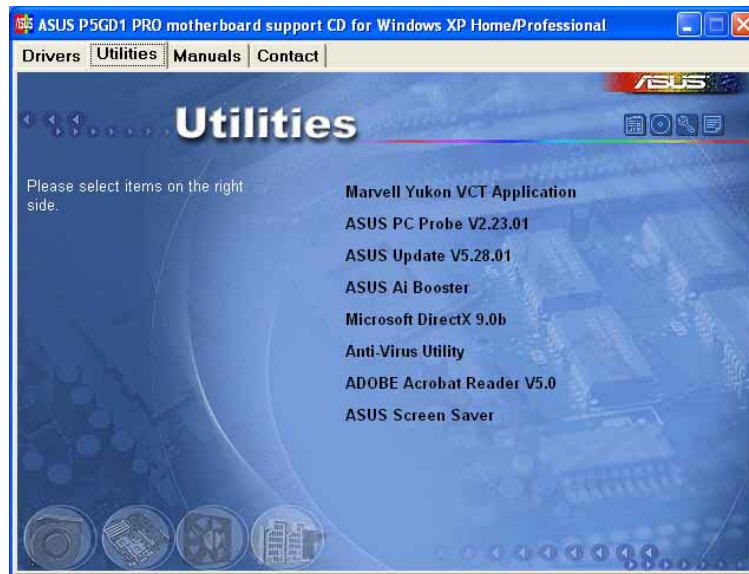 ASUS P5GD1 PRO motherboard support CD for Windows XP Home/Professional
Drivers Utilities Manuals Contact
ASUS
Utilities
Please select items on the right
side.
Marvell Yukon VCT Application
ASUS PC Probe V2.23.01
ASUS Update V5.28.01
ASUS Ai Booster
Microsoft DirectX 9.0b
Anti-Virus Utility
ADOBE Acrobat Reader V5.0
ASUS Screen Saver